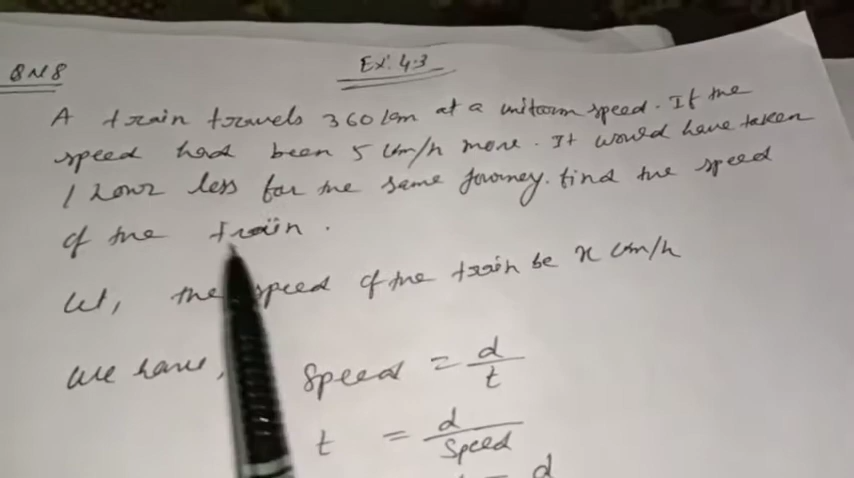 QN8
Ex: 4.3
A train travels 360 km at a uniform speed. If the
speed had been 5 km/h more. It would have taken
1 hour less for the same journey. find the speed
of the train.
Let, the speed of the train be x km/h
We have, Speed = d/t
t = d/Speed
= d